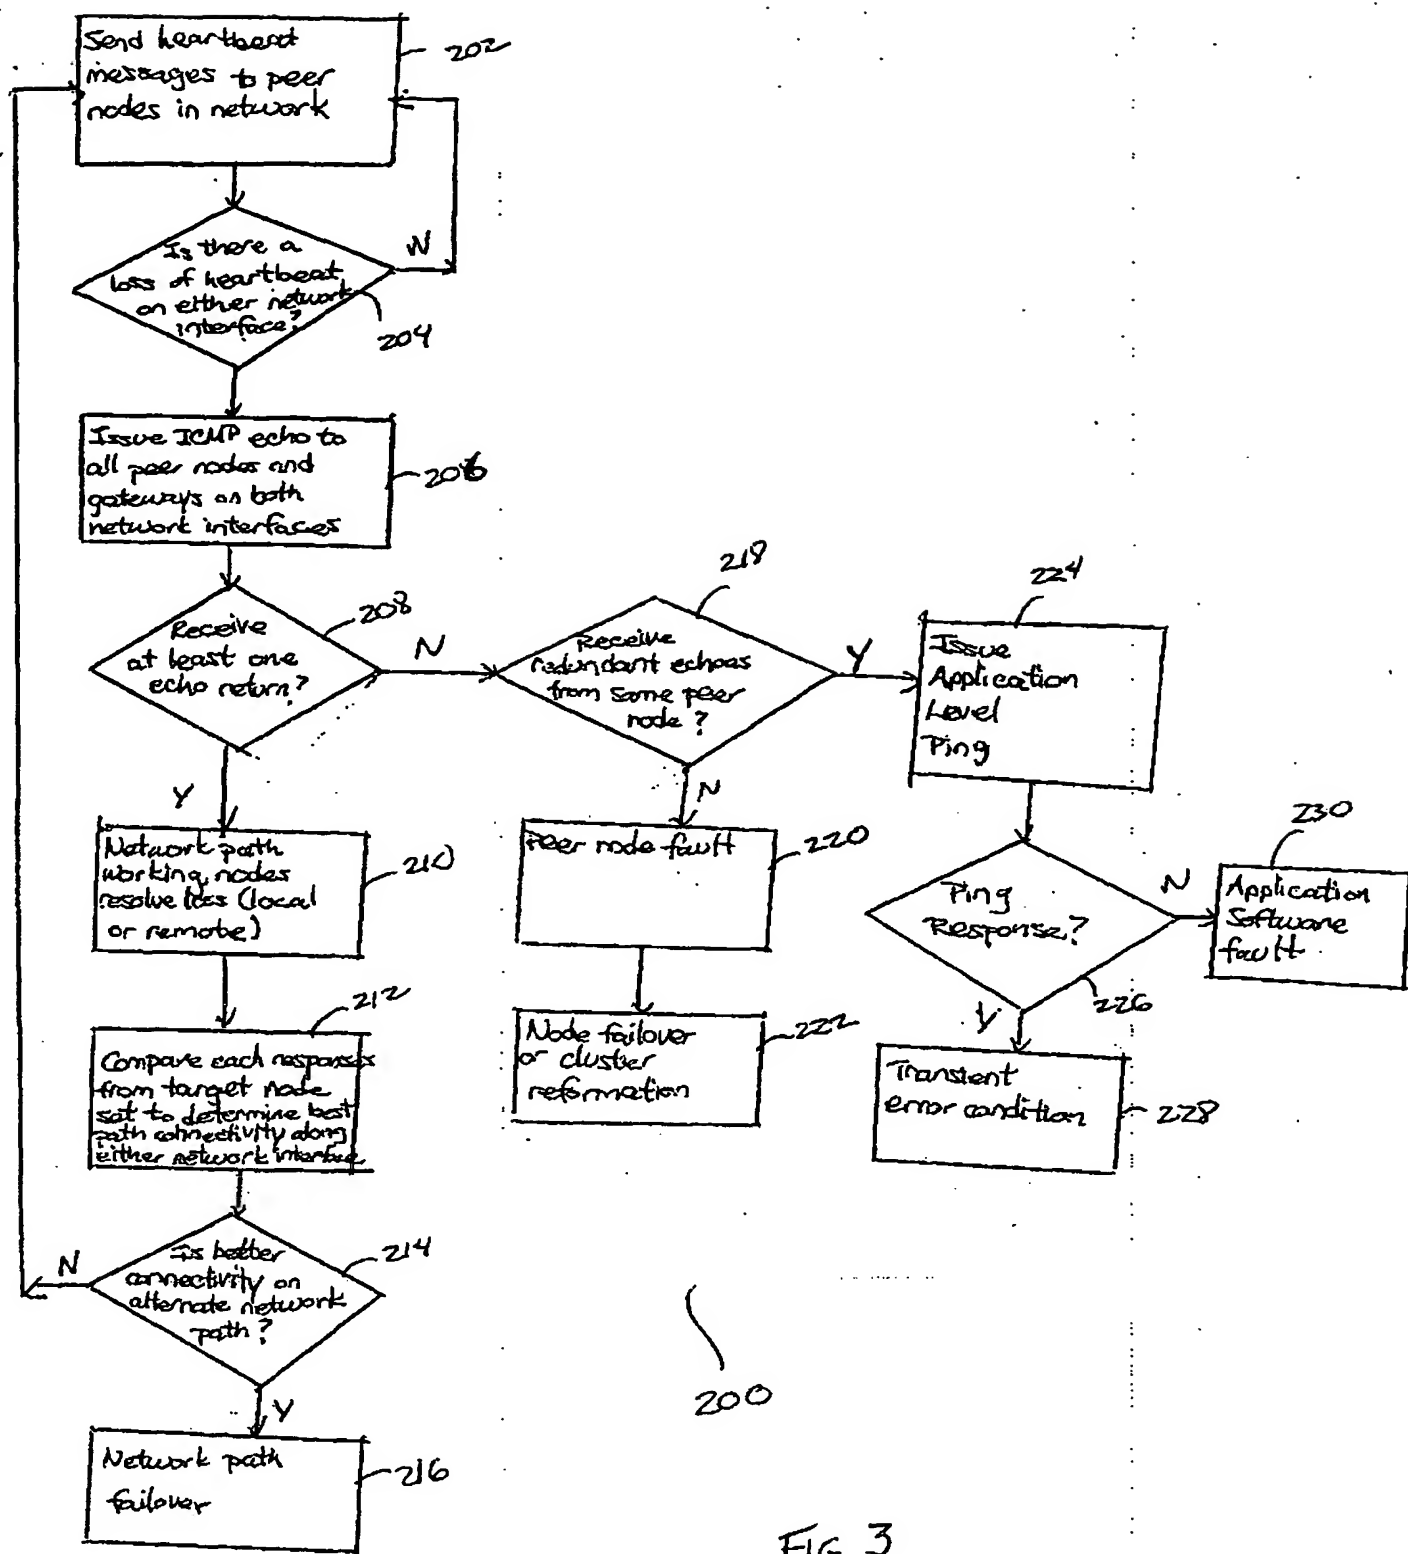 Send heartbeat
messages to peer
nodes in network
202
Is there a
loss of heartbeat
on either network
interface?
N
204
Issue ICMP echo to
all peer nodes and
gateways on both
network interfaces
206
Receive
at least one
echo return?
208
N
Y
Receive
redundant echoes
from same peer
node?
218
Y
N
Issue
Application
Level
Ping
224
Network path
working, nodes
resolve loss (local
or remote)
210
Peer node fault
220
Ping
Response?
226
N
Y
Application
Software
fault
230
Compare each responses
from target node
set to determine best
path connectivity along
either network interface
212
Node failover
or cluster
reformation
222
Transient
error condition
228
Is better
connectivity on
alternate network
path?
214
N
Y
Network path
failover
216
200
FIG 3